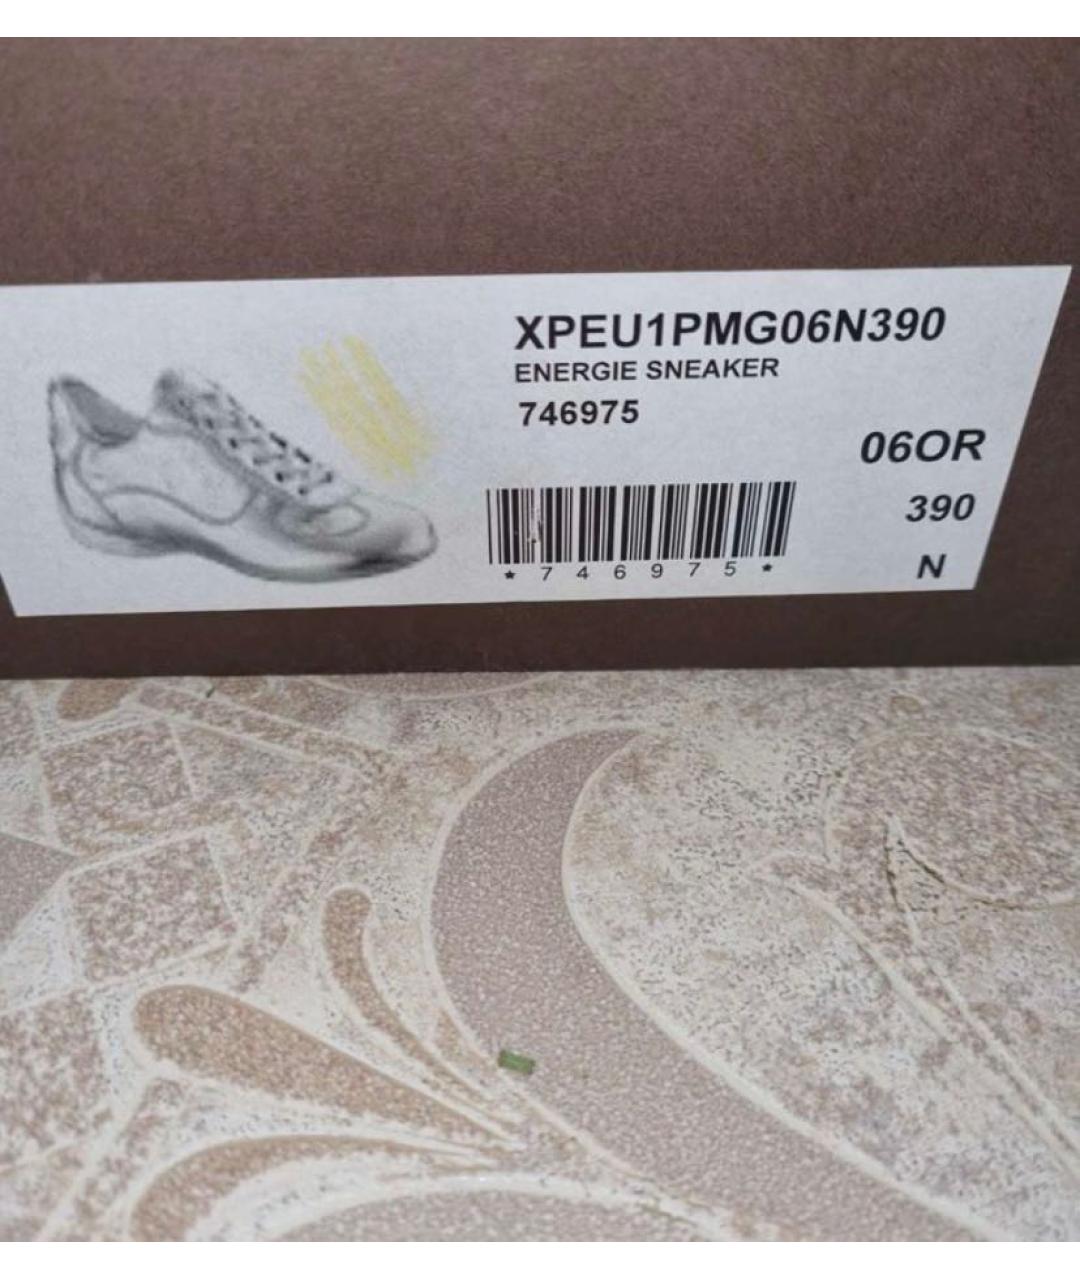 XPEU1PMG06N390
ENERGIE SNEAKER
746975
06OR
390
* 7 4 6 9 7 5 *
N